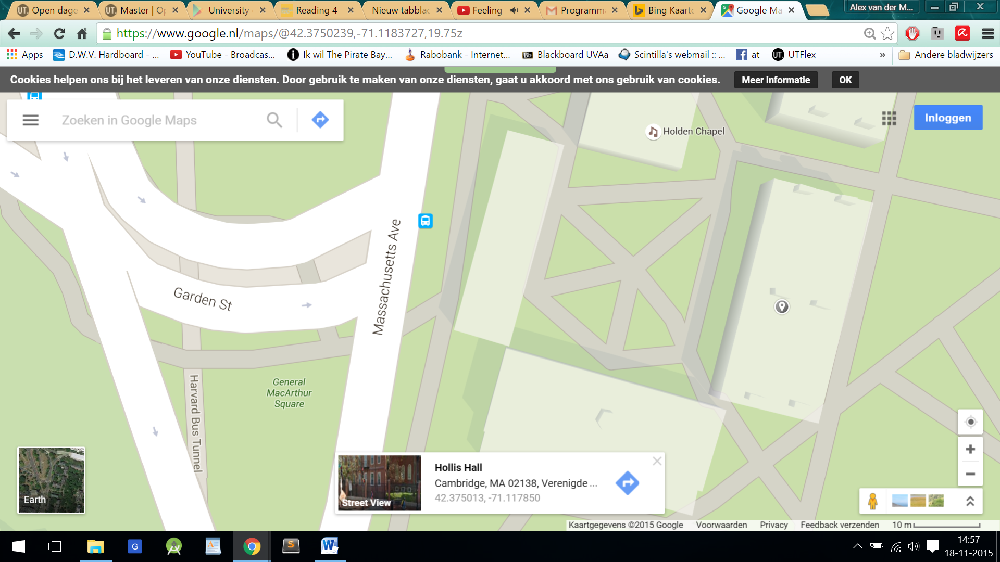 Open dage
Master | Op
University
Reading 4
Nieuw tabblad
Feeling
Programm
Bing Kaarte
Google Ma
Alex van der M...
https://www.google.nl/maps/@42.3750239,-71.1183727,19.75z
Apps
D.W.V. Hardboard - ...
YouTube - Broadcas...
Ik wil The Pirate Bay...
Rabobank - Internet...
Blackboard UVAa
Scintilla's webmail :: ...
at
UTFlex
»
Andere bladwijzers
Cookies helpen ons bij het leveren van onze diensten. Door gebruik te maken van onze diensten, gaat u akkoord met ons gebruik van cookies.
Meer informatie
OK
Zoeken in Google Maps
Inloggen
Holden Chapel
Massachusetts Ave
Garden St
General
MacArthur
Square
Harvard Bus Tunnel
Earth
Street View
Hollis Hall
Cambridge, MA 02138, Verenigde ...
42.375013, -71.117850
Kaartgegevens ©2015 Google
Voorwaarden
Privacy
Feedback verzenden
10 m
14:57
18-11-2015